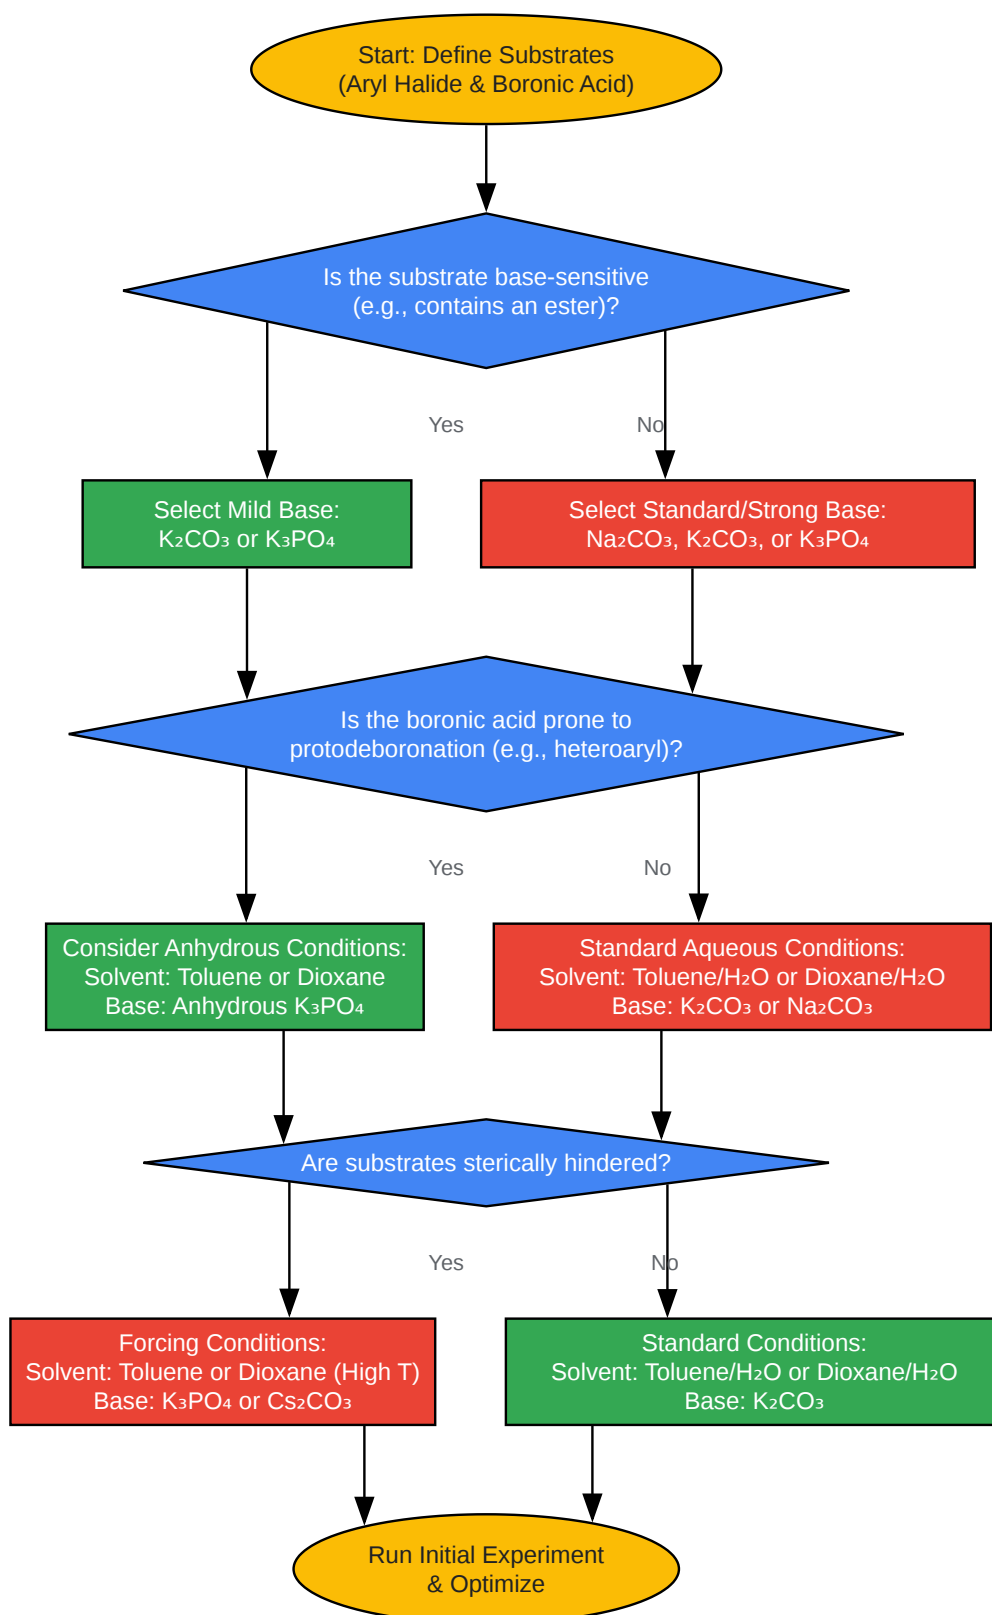 Start: Define Substrates
(Aryl Halide & Boronic Acid)
Is the substrate base-sensitive
(e.g., contains an ester)?
Yes
No
Select Mild Base:
K₂CO₃ or K₃PO₄
Select Standard/Strong Base:
Na₂CO₃, K₂CO₃, or K₃PO₄
Is the boronic acid prone to
protodeboronation (e.g., heteroaryl)?
Yes
No
Consider Anhydrous Conditions:
Solvent: Toluene or Dioxane
Base: Anhydrous K₃PO₄
Standard Aqueous Conditions:
Solvent: Toluene/H₂O or Dioxane/H₂O
Base: K₂CO₃ or Na₂CO₃
Are substrates sterically hindered?
Yes
No
Forcing Conditions:
Solvent: Toluene or Dioxane (High T)
Base: K₃PO₄ or Cs₂CO₃
Standard Conditions:
Solvent: Toluene/H₂O or Dioxane/H₂O
Base: K₂CO₃
Run Initial Experiment
& Optimize